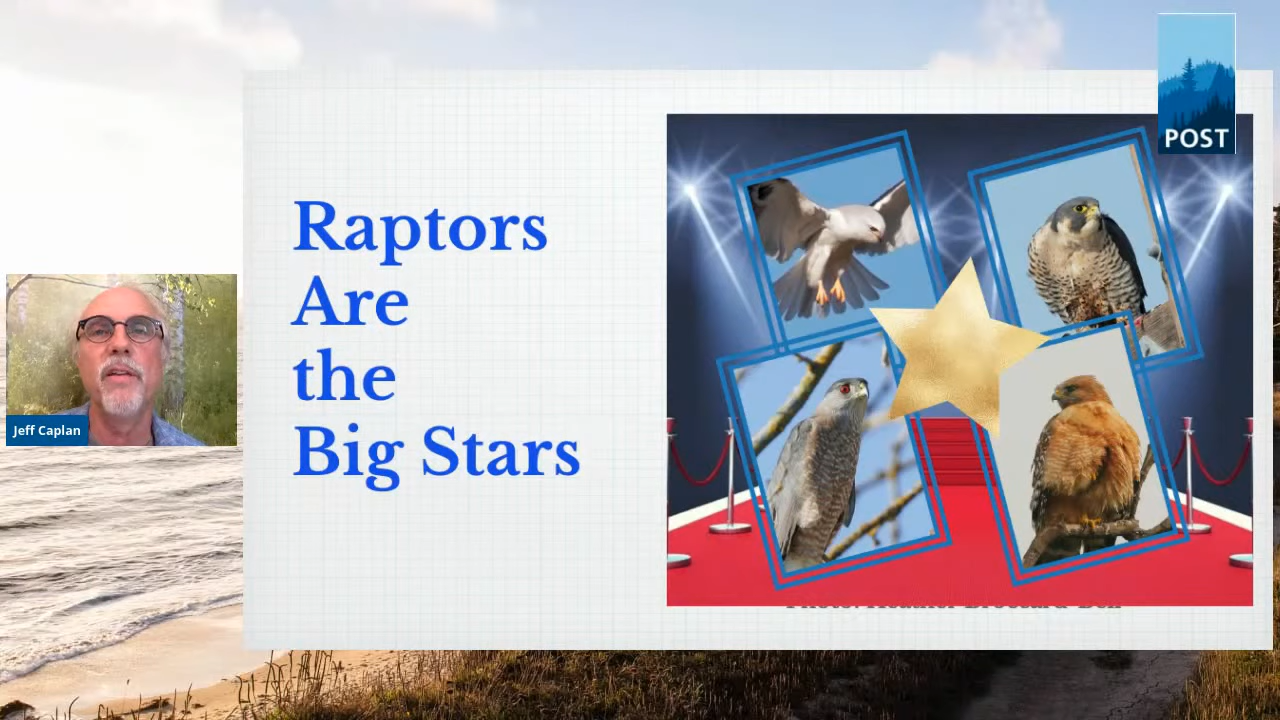 POST
Raptors
Are
the
Big Stars
Jeff Caplan